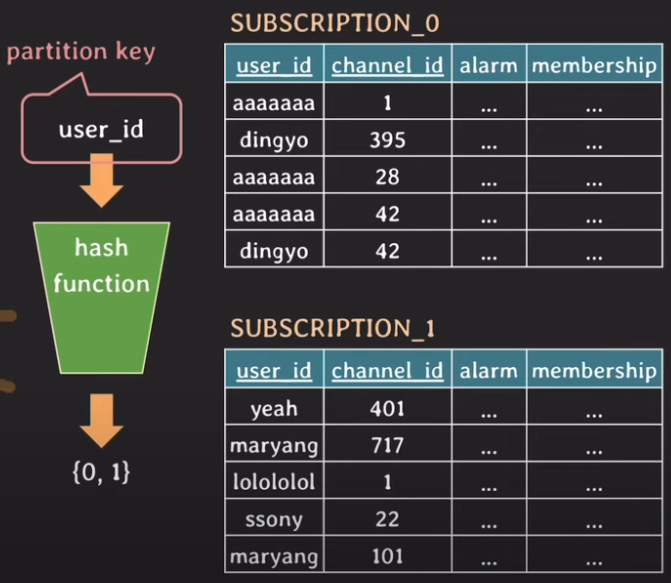 partition key
user_id
hash
function
{0, 1}
SUBSCRIPTION_0
user_id channel_id alarm membership
aaaaaaa 1 ... ...
dingyo 395 ... ...
aaaaaaa 28 ... ...
aaaaaaa 42 ... ...
dingyo 42 ... ...
SUBSCRIPTION_1
user_id channel_id alarm membership
yeah 401 ... ...
maryang 717 ... ...
lolololol 1 ... ...
ssony 22 ... ...
maryang 101 ... ...